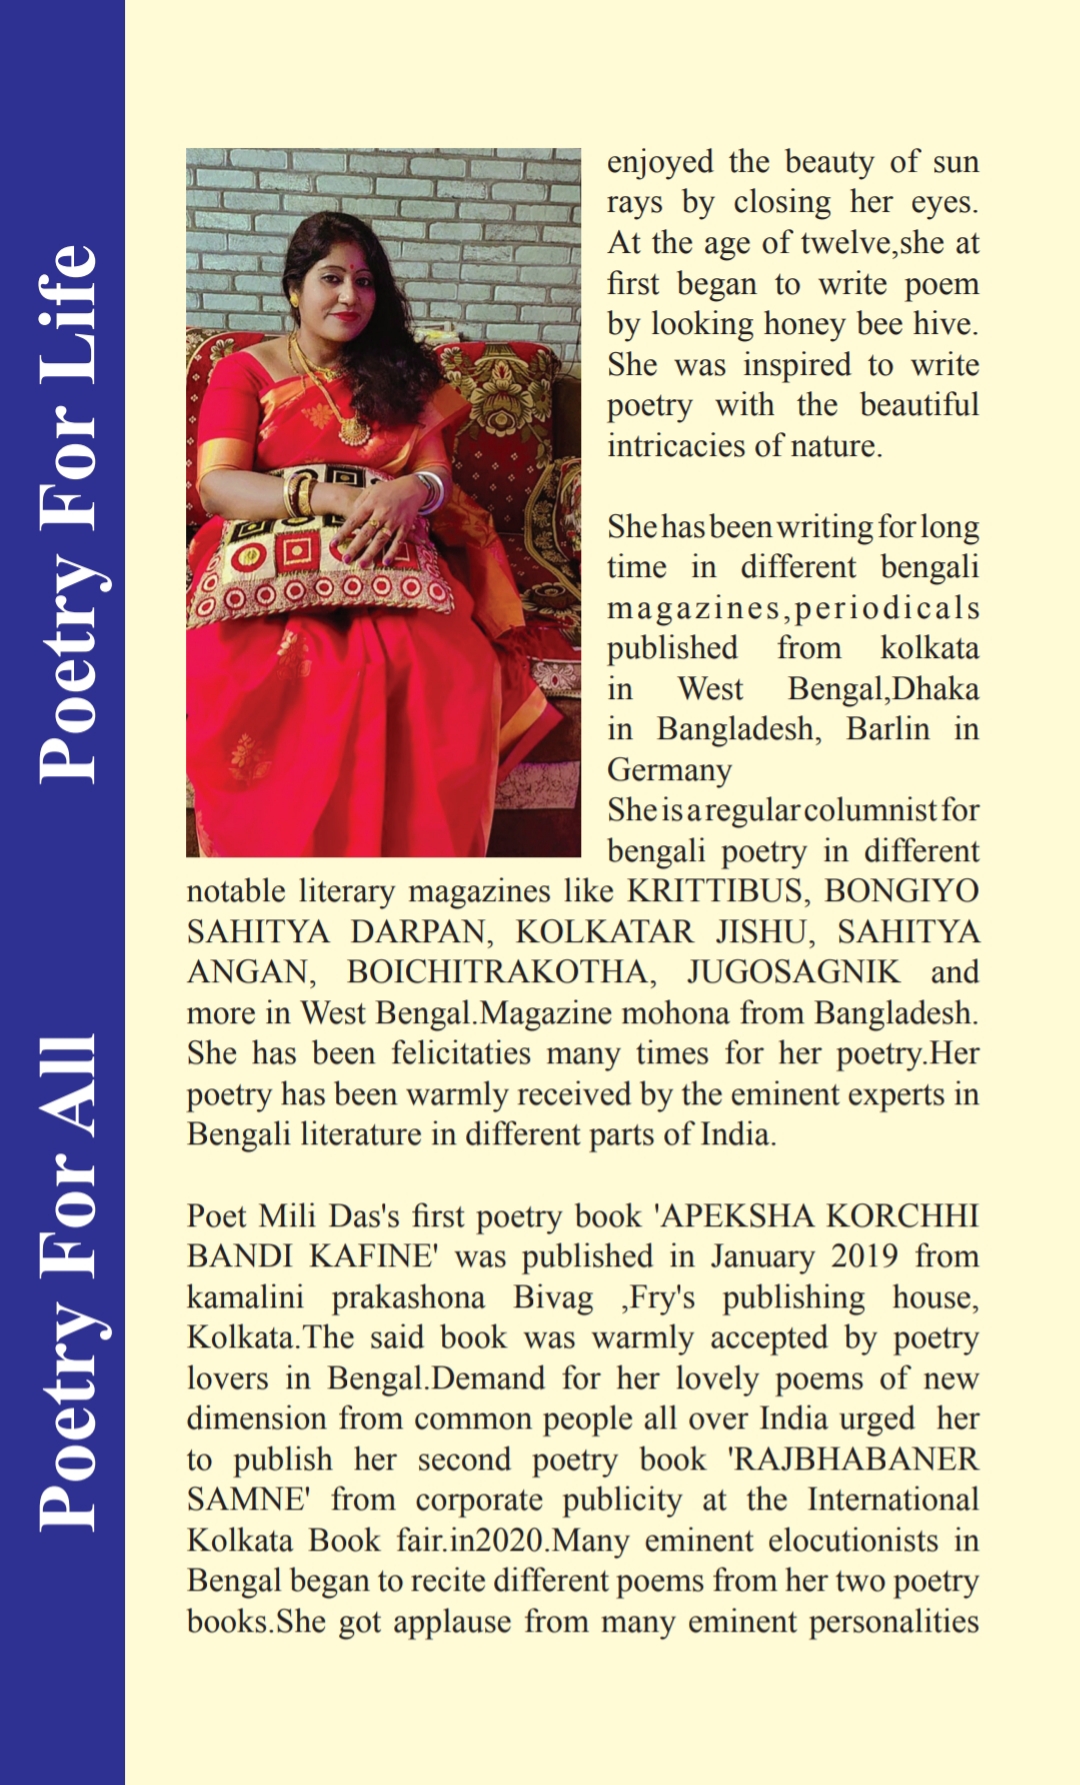 Poetry For All Poetry For Life
enjoyed the beauty of sun
rays by closing her eyes.
At the age of twelve,she at
first began to write poem
by looking honey bee hive.
She was inspired to write
poetry with the beautiful
intricacies of nature.
She has been writing for long
time in different bengali
magazines,periodicals
published from kolkata
in West Bengal,Dhaka
in Bangladesh, Barlin in
Germany
She is a regular columnist for
bengali poetry in different
notable literary magazines like KRITTIBUS, BONGIYO
SAHITYA DARPAN, KOLKATAR JISHU, SAHITYA
ANGAN, BOICHITRAKOTHA, JUGOSAGNIK and
more in West Bengal.Magazine mohona from Bangladesh.
She has been felicitaties many times for her poetry.Her
poetry has been warmly received by the eminent experts in
Bengali literature in different parts of India.
Poet Mili Das's first poetry book 'APEKSHA KORCHHI
BANDI KAFINE' was published in January 2019 from
kamalini prakashona Bivag ,Fry's publishing house,
Kolkata.The said book was warmly accepted by poetry
lovers in Bengal.Demand for her lovely poems of new
dimension from common people all over India urged her
to publish her second poetry book 'RAJBHABANER
SAMNE' from corporate publicity at the International
Kolkata Book fair.in2020.Many eminent elocutionists in
Bengal began to recite different poems from her two poetry
books.She got applause from many eminent personalities